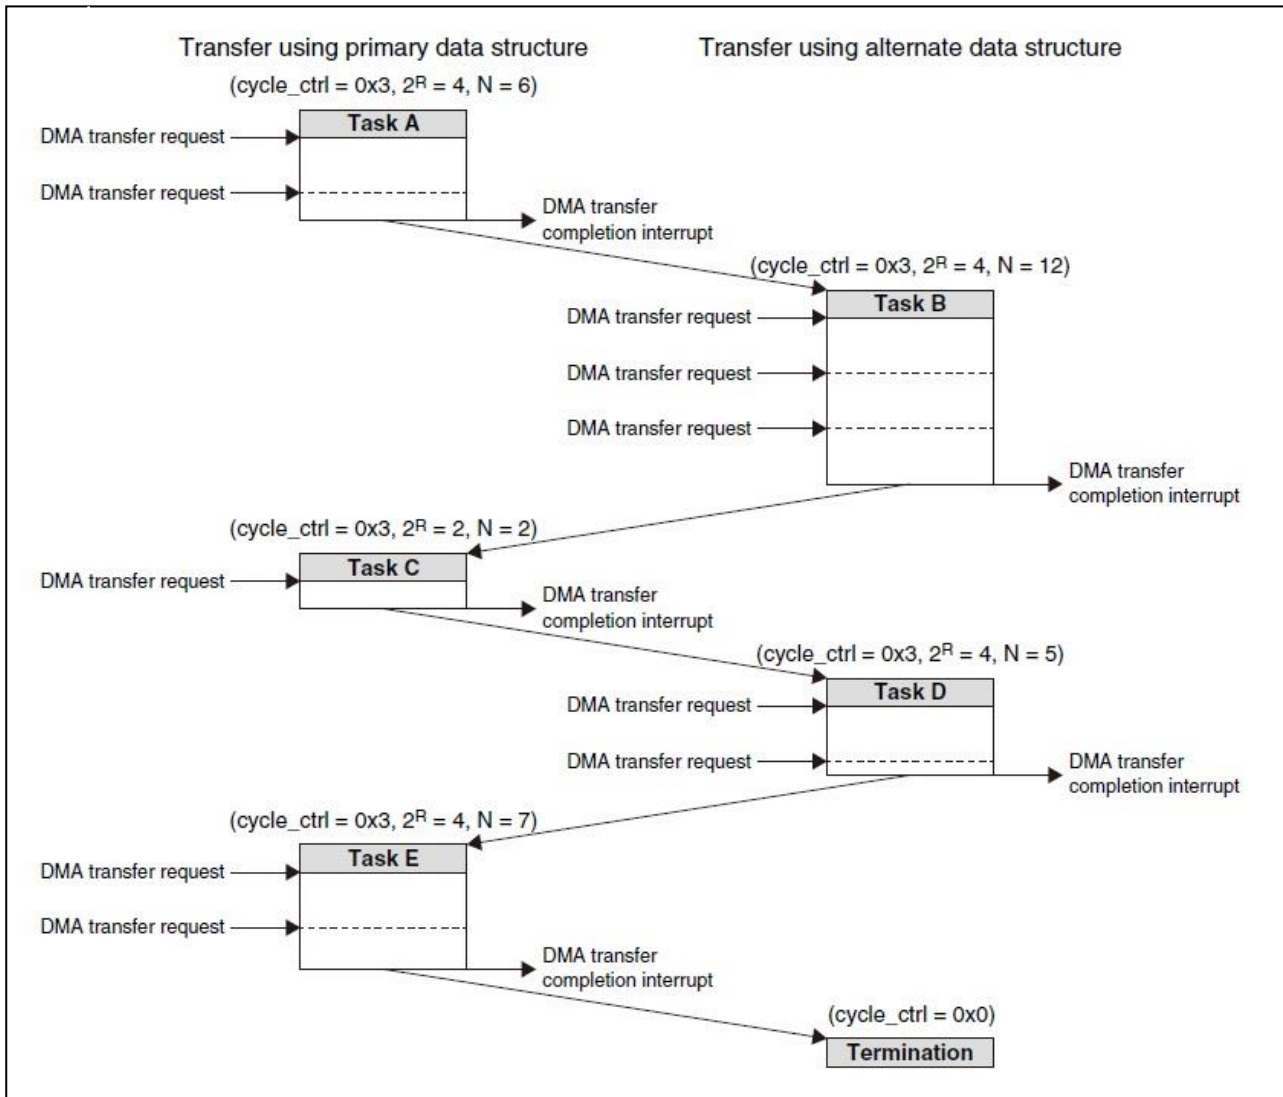 Transfer using primary data structure
Transfer using alternate data structure
(cycle_ctrl = 0x3, 2ᴿ = 4, N = 6)
Task A
DMA transfer request
DMA transfer request
DMA transfer
completion interrupt
(cycle_ctrl = 0x3, 2ᴿ = 4, N = 12)
Task B
DMA transfer request
DMA transfer request
DMA transfer request
DMA transfer
completion interrupt
(cycle_ctrl = 0x3, 2ᴿ = 2, N = 2)
Task C
DMA transfer request
DMA transfer
completion interrupt
(cycle_ctrl = 0x3, 2ᴿ = 4, N = 5)
Task D
DMA transfer request
DMA transfer request
DMA transfer
completion interrupt
(cycle_ctrl = 0x3, 2ᴿ = 4, N = 7)
Task E
DMA transfer request
DMA transfer request
DMA transfer
completion interrupt
(cycle_ctrl = 0x0)
Termination